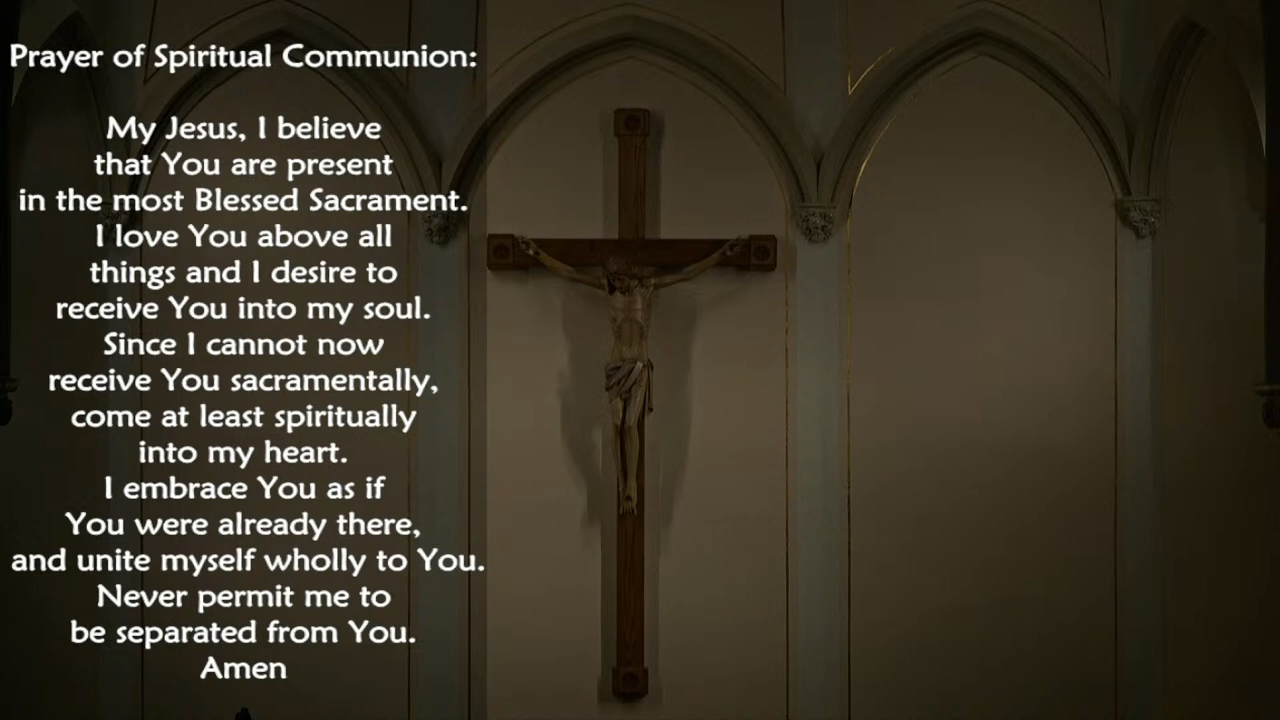 Prayer of Spiritual Communion:
My Jesus, I believe
that You are present
in the most Blessed Sacrament.
I love You above all
things and I desire to
receive You into my soul.
Since I cannot now
receive You sacramentally,
come at least spiritually
into my heart.
I embrace You as if
You were already there,
and unite myself wholly to You.
Never permit me to
be separated from You.
Amen